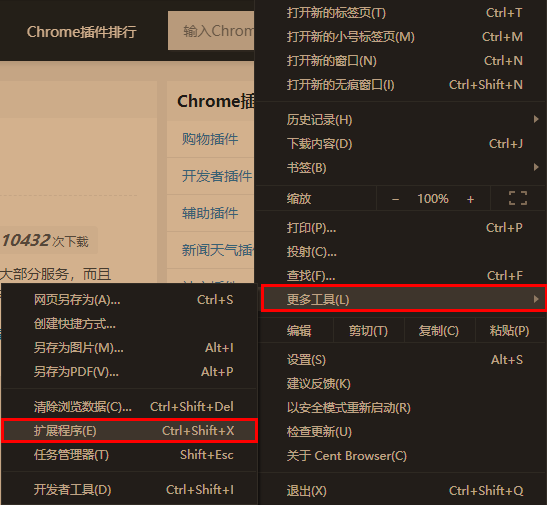 Chrome插件排行
输入Chrom
Chrome插
购物插件
开发者插件
辅助插件
新闻天气插件
10432 次下载
大部分服务，而且
打开新的标签页(T) Ctrl+T
打开新的小号标签页(M) Ctrl+M
打开新的窗口(N) Ctrl+N
打开新的无痕窗口(I) Ctrl+Shift+N
历史记录(H)
下载内容(D) Ctrl+J
书签(B)
缩放 − 100% +
打印(P)... Ctrl+P
投射(C)...
查找(F)... Ctrl+F
更多工具(L)
编辑 剪切(T) 复制(C) 粘贴(P)
设置(S) Alt+S
建议反馈(K)
以安全模式重新启动(R)
检查更新(U)
关于 Cent Browser(C)
退出(X) Ctrl+Shift+Q
网页另存为(A)... Ctrl+S
创建快捷方式...
另存为图片(M)... Alt+I
另存为PDF(V)... Alt+P
清除浏览数据(C)... Ctrl+Shift+Del
扩展程序(E) Ctrl+Shift+X
任务管理器(T) Shift+Esc
开发者工具(D) Ctrl+Shift+I